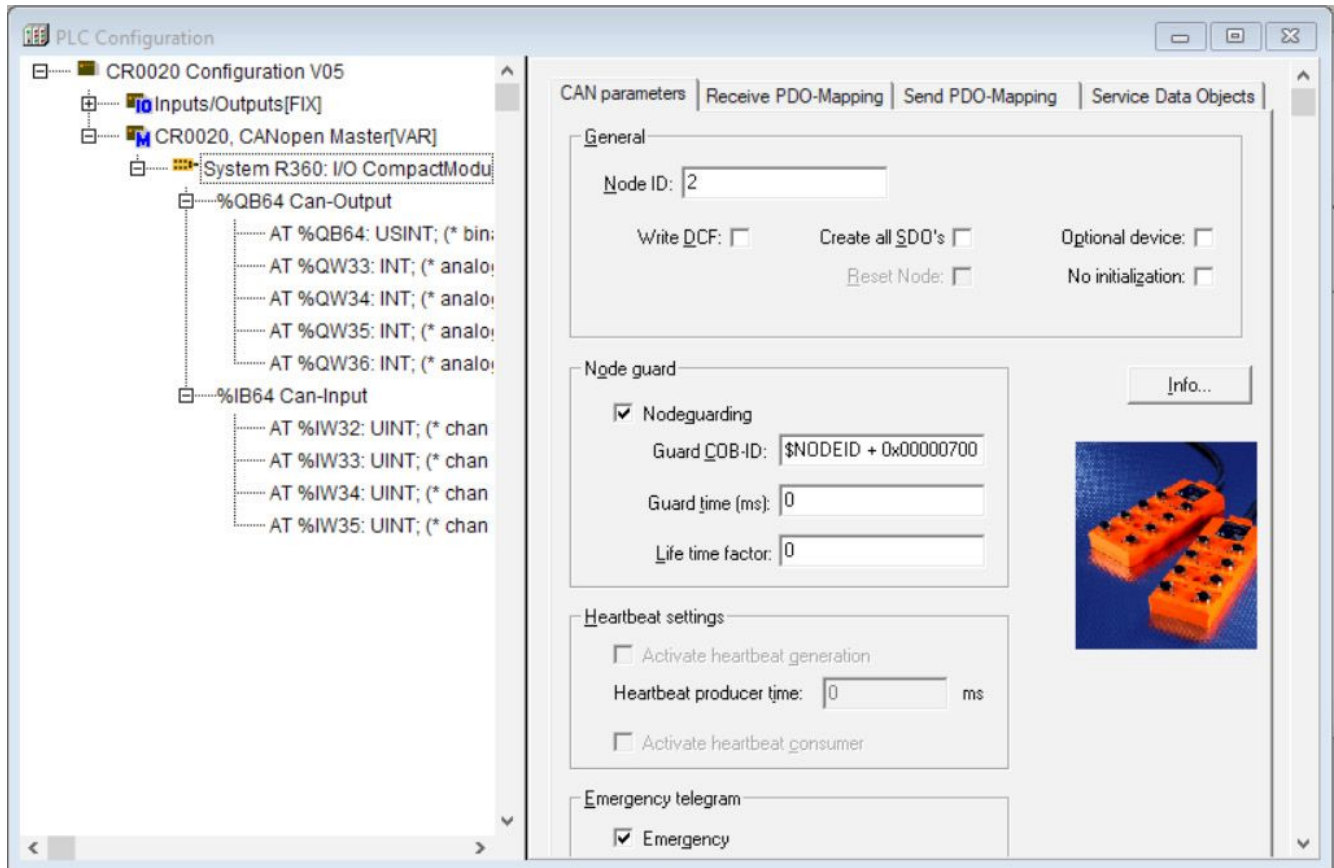 PLC Configuration
CR0020 Configuration V05
IO Inputs/Outputs[FIX]
M CR0020, CANopen Master[VAR]
System R360: I/O CompactModu
%QB64 Can-Output
AT %QB64: USINT; (* bina
AT %QW33: INT; (* analo
AT %QW34: INT; (* analo
AT %QW35: INT; (* analo
AT %QW36: INT; (* analo
%IB64 Can-Input
AT %IW32: UINT; (* chan
AT %IW33: UINT; (* chan
AT %IW34: UINT; (* chan
AT %IW35: UINT; (* chan
CAN parameters Receive PDO-Mapping Send PDO-Mapping Service Data Objects
General
Node ID: 2
Write DCF: Create all SDO's Optional device:
Reset Node: No initialization:
Node guard
Info...
Nodeguarding
Guard COB-ID: $NODEID + 0x00000700
Guard time (ms): 0
Life time factor: 0
Heartbeat settings
Activate heartbeat generation
Heartbeat producer time: 0 ms
Activate heartbeat consumer
Emergency telegram
Emergency